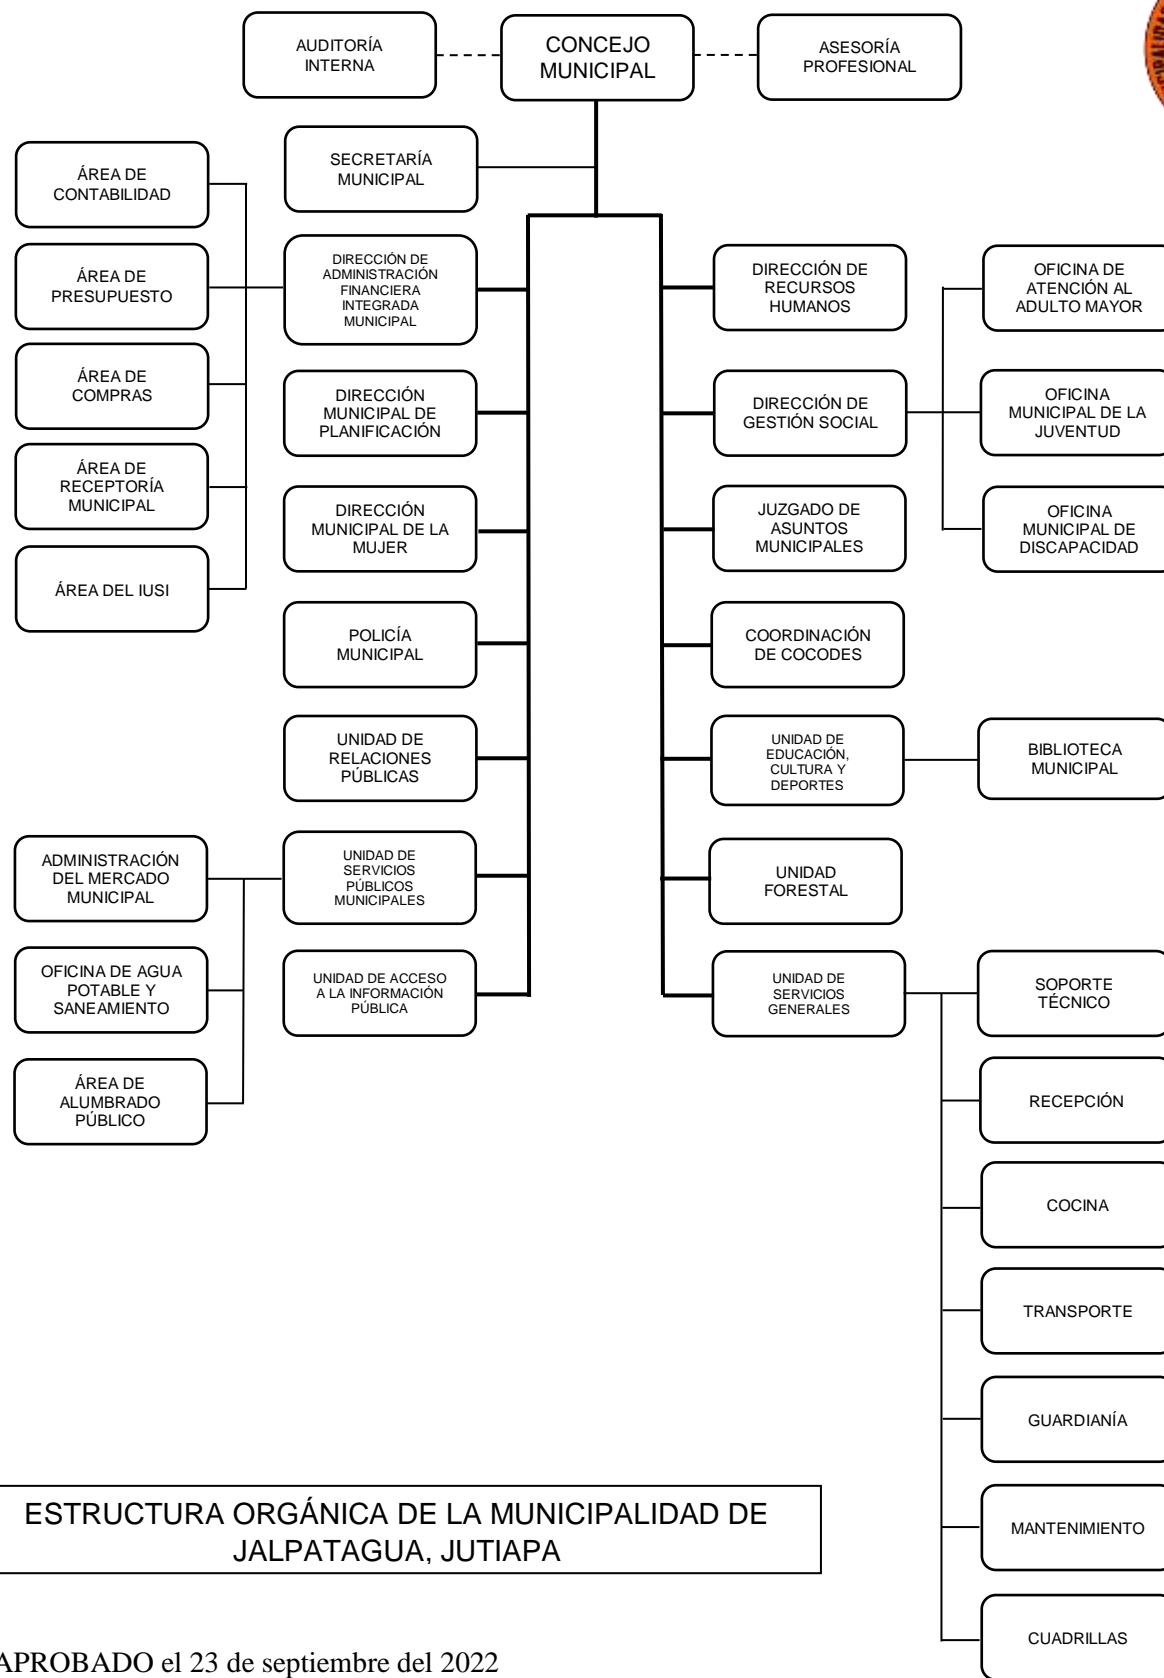 AUDITORÍA
INTERNA
CONCEJO
MUNICIPAL
ASESORÍA
PROFESIONAL
SECRETARÍA
MUNICIPAL
ÁREA DE
CONTABILIDAD
ÁREA DE
PRESUPUESTO
ÁREA DE
COMPRAS
ÁREA DE
RECEPTORÍA
MUNICIPAL
ÁREA DEL IUSI
DIRECCIÓN DE
ADMINISTRACIÓN
FINANCIERA
INTEGRADA
MUNICIPAL
DIRECCIÓN
MUNICIPAL DE
PLANIFICACIÓN
DIRECCIÓN
MUNICIPAL DE LA
MUJER
POLICÍA
MUNICIPAL
UNIDAD DE
RELACIONES
PÚBLICAS
UNIDAD DE
SERVICIOS
PÚBLICOS
MUNICIPALES
UNIDAD DE ACCESO
A LA INFORMACIÓN
PÚBLICA
ADMINISTRACIÓN
DEL MERCADO
MUNICIPAL
OFICINA DE AGUA
POTABLE Y
SANEAMIENTO
ÁREA DE
ALUMBRADO
PÚBLICO
DIRECCIÓN DE
RECURSOS
HUMANOS
DIRECCIÓN DE
GESTIÓN SOCIAL
JUZGADO DE
ASUNTOS
MUNICIPALES
COORDINACIÓN
DE COCODES
UNIDAD DE
EDUCACIÓN,
CULTURA Y
DEPORTES
UNIDAD
FORESTAL
UNIDAD DE
SERVICIOS
GENERALES
OFICINA DE
ATENCIÓN AL
ADULTO MAYOR
OFICINA
MUNICIPAL DE LA
JUVENTUD
OFICINA
MUNICIPAL DE
DISCAPACIDAD
BIBLIOTECA
MUNICIPAL
SOPORTE
TÉCNICO
RECEPCIÓN
COCINA
TRANSPORTE
GUARDIANÍA
MANTENIMIENTO
CUADRILLAS
ESTRUCTURA ORGÁNICA DE LA MUNICIPALIDAD DE
JALPATAGUA, JUTIAPA
APROBADO el 23 de septiembre del 2022